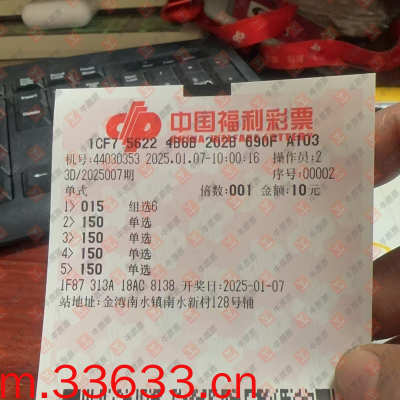 中国福利彩票
1CF7 5622 4B6B 202B 690F A103
机号:44030353 2025.01.07-10:00:16 操作员:2
3D/2025007期 序号:00002
单式 倍数:001 金额:10元
1> 015 组选6
2> 150 单选
3> 150 单选
4> 150 单选
5> 150 单选
1F87 313A 18AC 8138 开奖日:2025-01-07
站地址:金湾南水镇南水新村128号铺
m.33633.cn